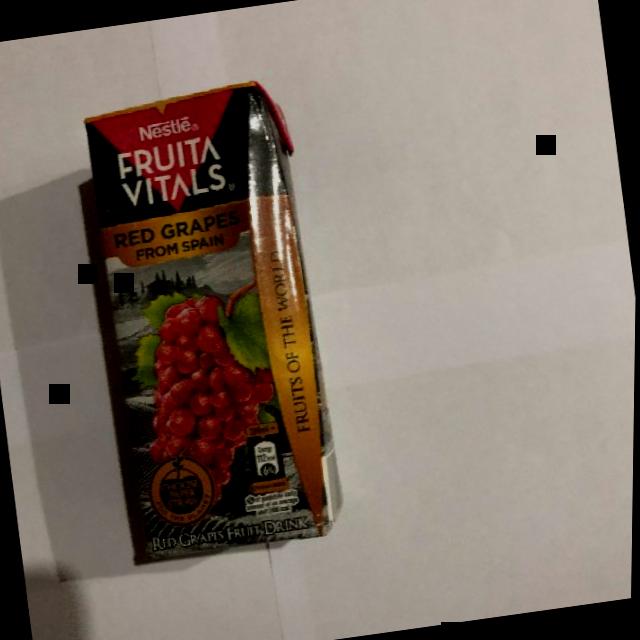 Nestlé®
FRUITA
VITALS®
RED GRAPES
FROM SPAIN
FRUITS OF THE WORLD
RED GRAPES FRUIT DRINK